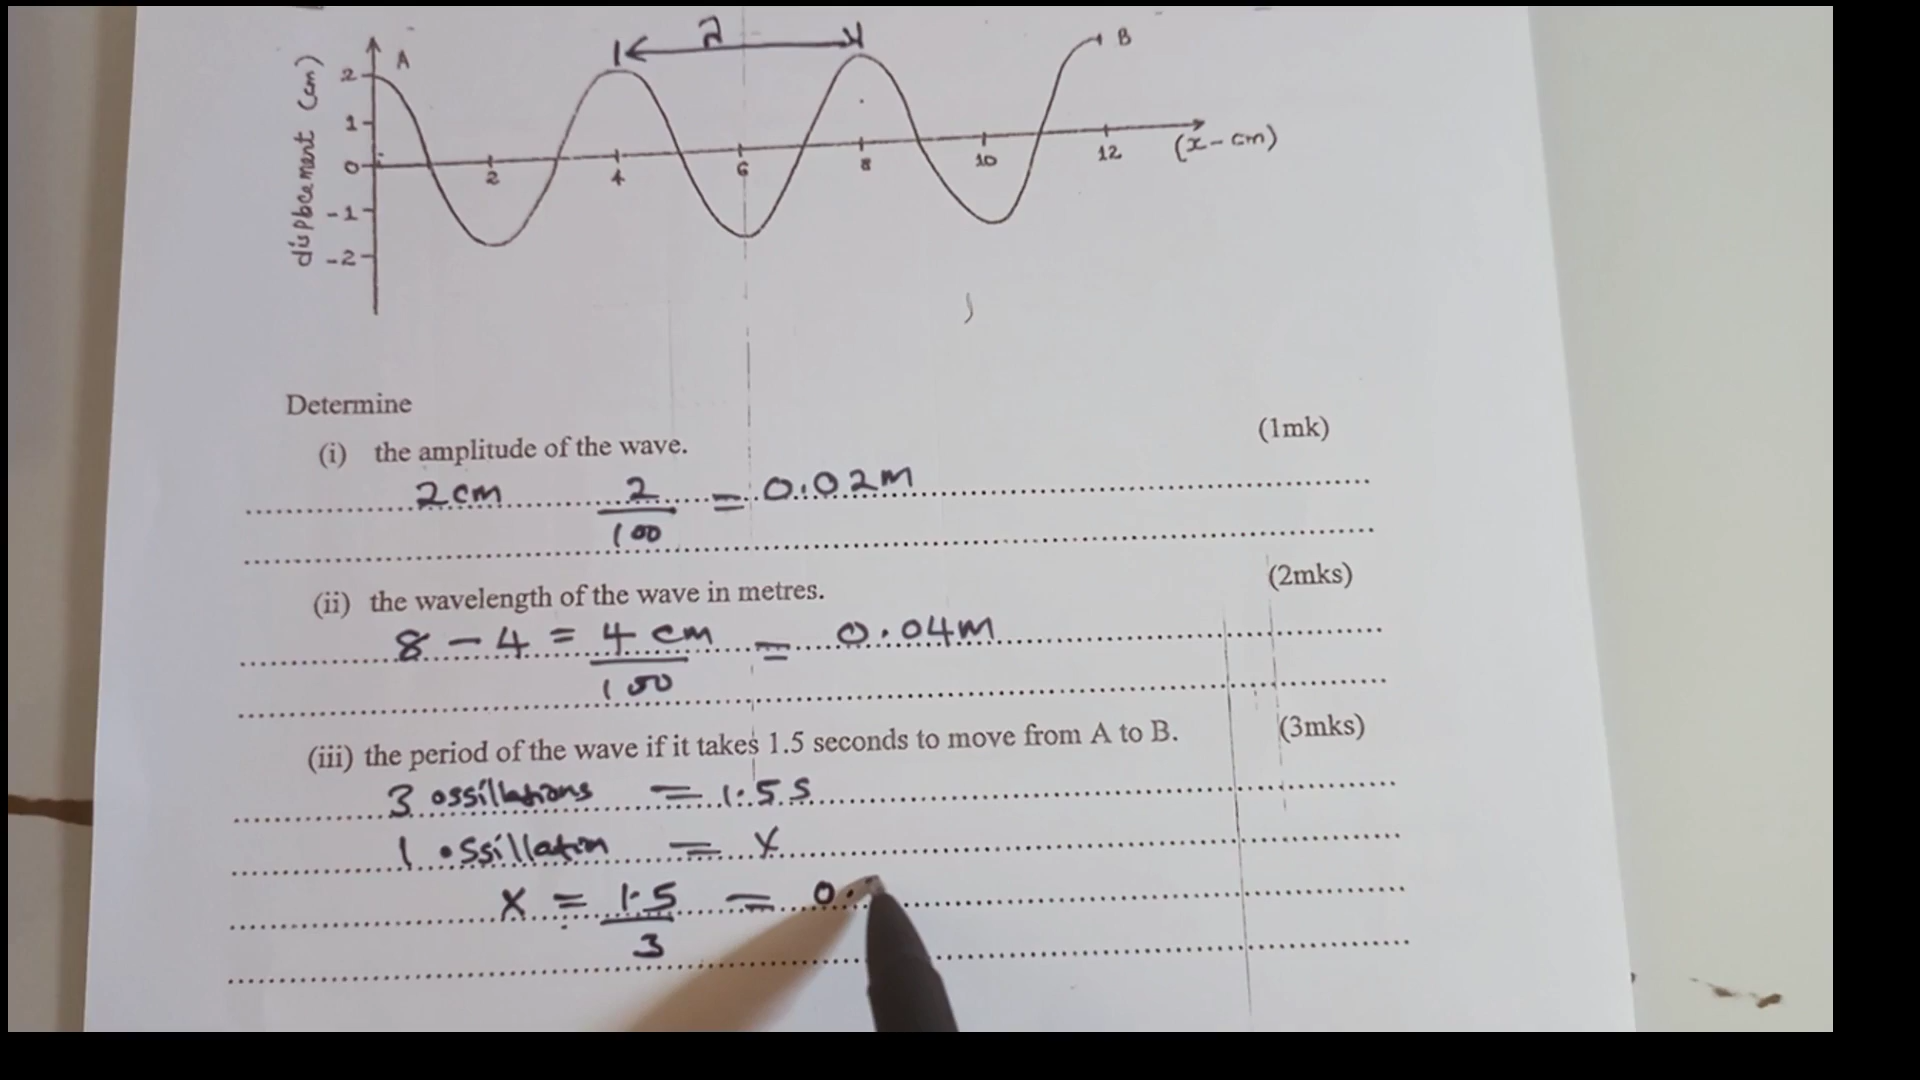 λ
A
B
displacement (cm)
2
1
0
-1
-2
2 4 6 8 10 12 (x-cm)
Determine
(i) the amplitude of the wave. (1mk)
2cm 2/100 = 0.02m
(ii) the wavelength of the wave in metres. (2mks)
8 - 4 = 4 cm/100 = 0.04m
(iii) the period of the wave if it takes 1.5 seconds to move from A to B. (3mks)
3 ossillations = 1.5 s
1 ossillation = x
x = 1.5/3 = 0.